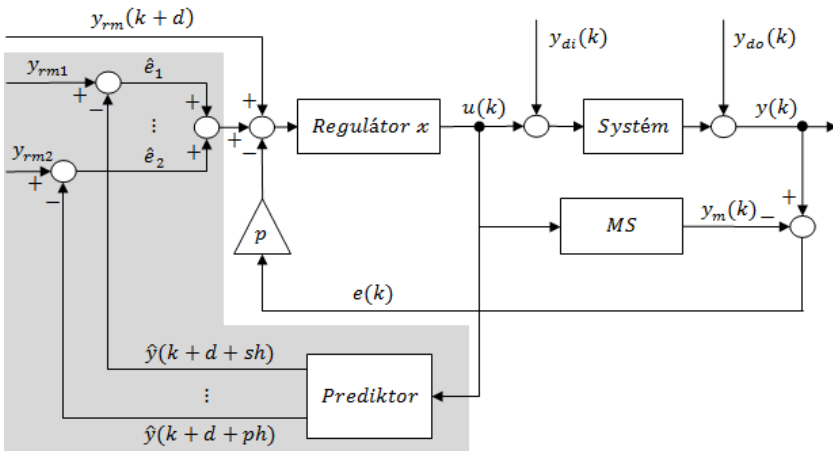 y_rm(k + d)
y_di(k)
y_do(k)
y_rm1
ê_1
+
−
+
⋮
+
+
+
−
Regulátor x
u(k)
Systém
y(k)
y_rm2
ê_2
+
−
+
p
MS
y_m(k)
−
+
e(k)
ŷ(k + d + sh)
⋮
Prediktor
ŷ(k + d + ph)